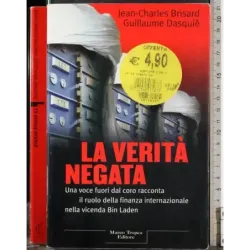 Jean-Charles Brisard
Guillaume Dasquié
OFFERTA
€ 4,90
LA VERITÀ
NEGATA
Una voce fuori dal coro racconta
il ruolo della finanza internazionale
nella vicenda Bin Laden
Marco Tropea
Editore